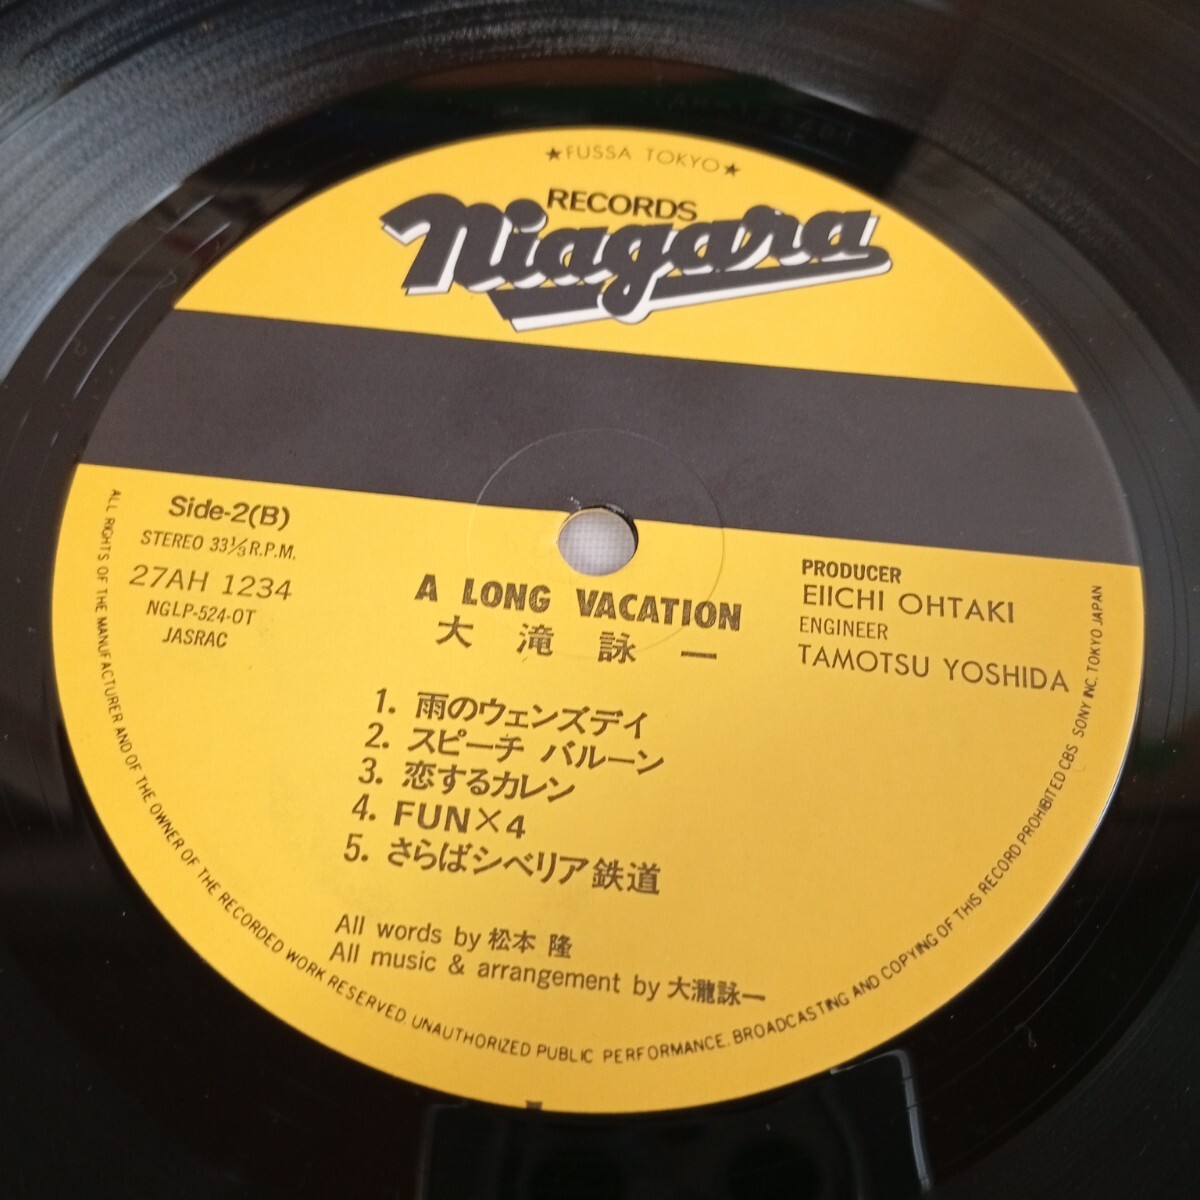 ★FUSSA TOKYO★
RECORDS
Niagara
Side-2(B)
STEREO 33⅓ R.P.M.
27AH 1234
NGLP-524-OT
JASRAC
A LONG VACATION
大滝詠一
PRODUCER
EIICHI OHTAKI
ENGINEER
TAMOTSU YOSHIDA
1. 雨のウェンズデイ
2. スピーチ バルーン
3. 恋するカレン
4. FUN×4
5. さらばシベリア鉄道
All words by 松本 隆
All music & arrangement by 大瀧詠一
ALL RIGHTS OF THE MANUFACTURER AND OF THE OWNER OF THE RECORDED WORK RESERVED. UNAUTHORIZED PUBLIC PERFORMANCE. BROADCASTING AND COPYING OF THIS RECORD PROHIBITED CBS SONY INC. TOKYO JAPAN